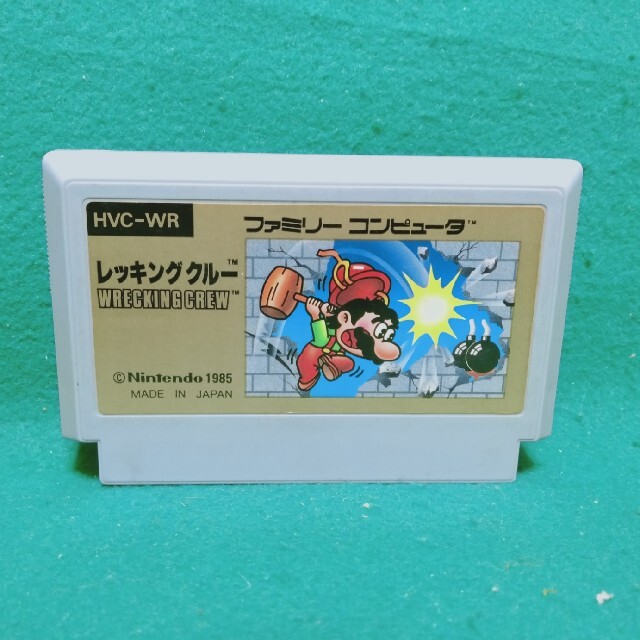 HVC-WR
ファミリー コンピュータ™
レッキングクルー™
WRECKING CREW™
©Nintendo 1985
MADE IN JAPAN